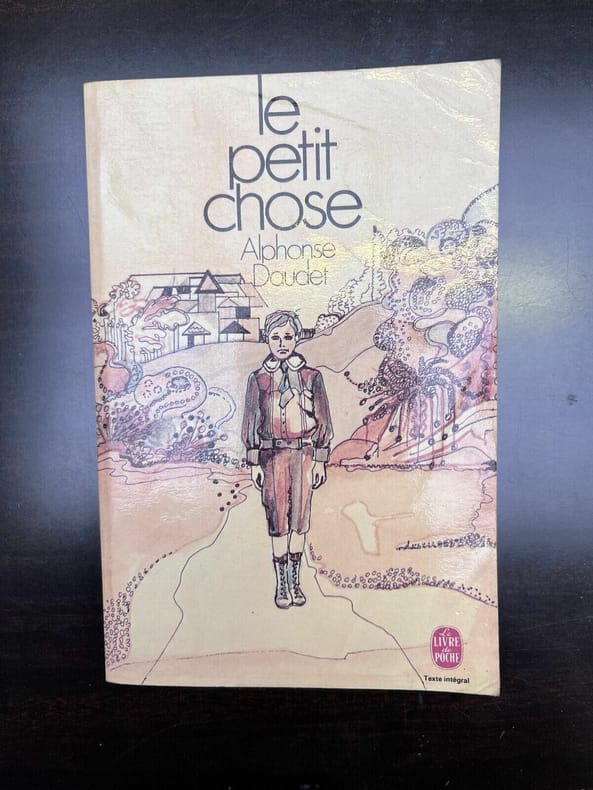 le
petit
chose
Alphonse
Daudet
Le
LIVRE
de
POCHE
Texte intégral